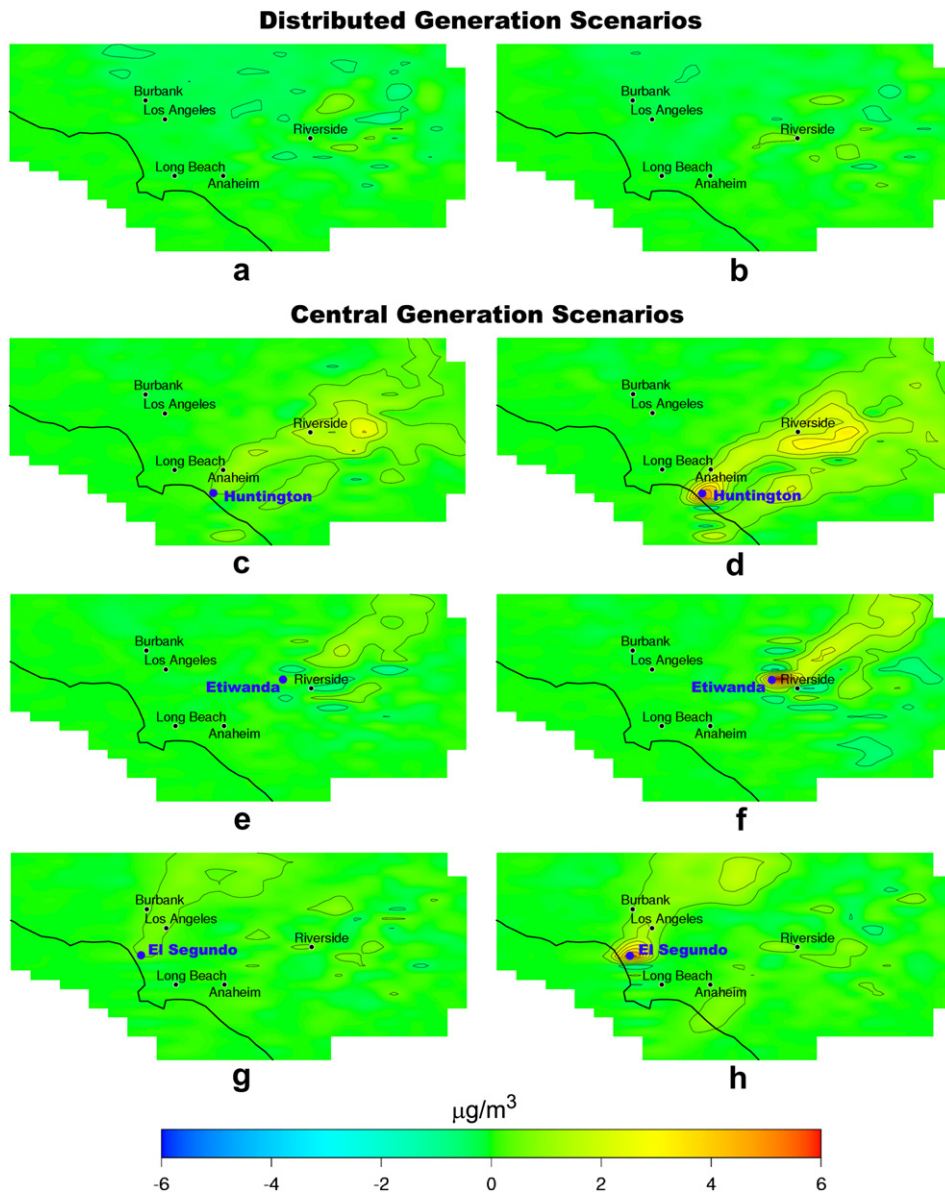 Distributed Generation Scenarios
Burbank
Los Angeles
Riverside
Long Beach
Anaheim
a
Burbank
Los Angeles
Riverside
Long Beach
Anaheim
b
Central Generation Scenarios
Burbank
Los Angeles
Riverside
Long Beach
Anaheim
Huntington
c
Burbank
Los Angeles
Riverside
Long Beach
Anaheim
Huntington
d
Burbank
Los Angeles
Etiwanda
Riverside
Long Beach
Anaheim
e
Burbank
Los Angeles
Etiwanda
Riverside
Long Beach
Anaheim
f
Burbank
Los Angeles
Riverside
El Segundo
Long Beach
Anaheim
g
Burbank
Los Angeles
Riverside
El Segundo
Long Beach
Anaheim
h
μg/m³
-6 -4 -2 0 2 4 6